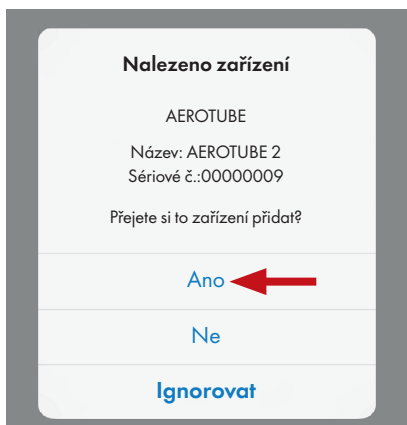 Nalezeno zařízení
AEROTUBE
Název: AEROTUBE 2
Sériové č.:00000009
Přejete si to zařízení přidat?
Ano
Ne
Ignorovat